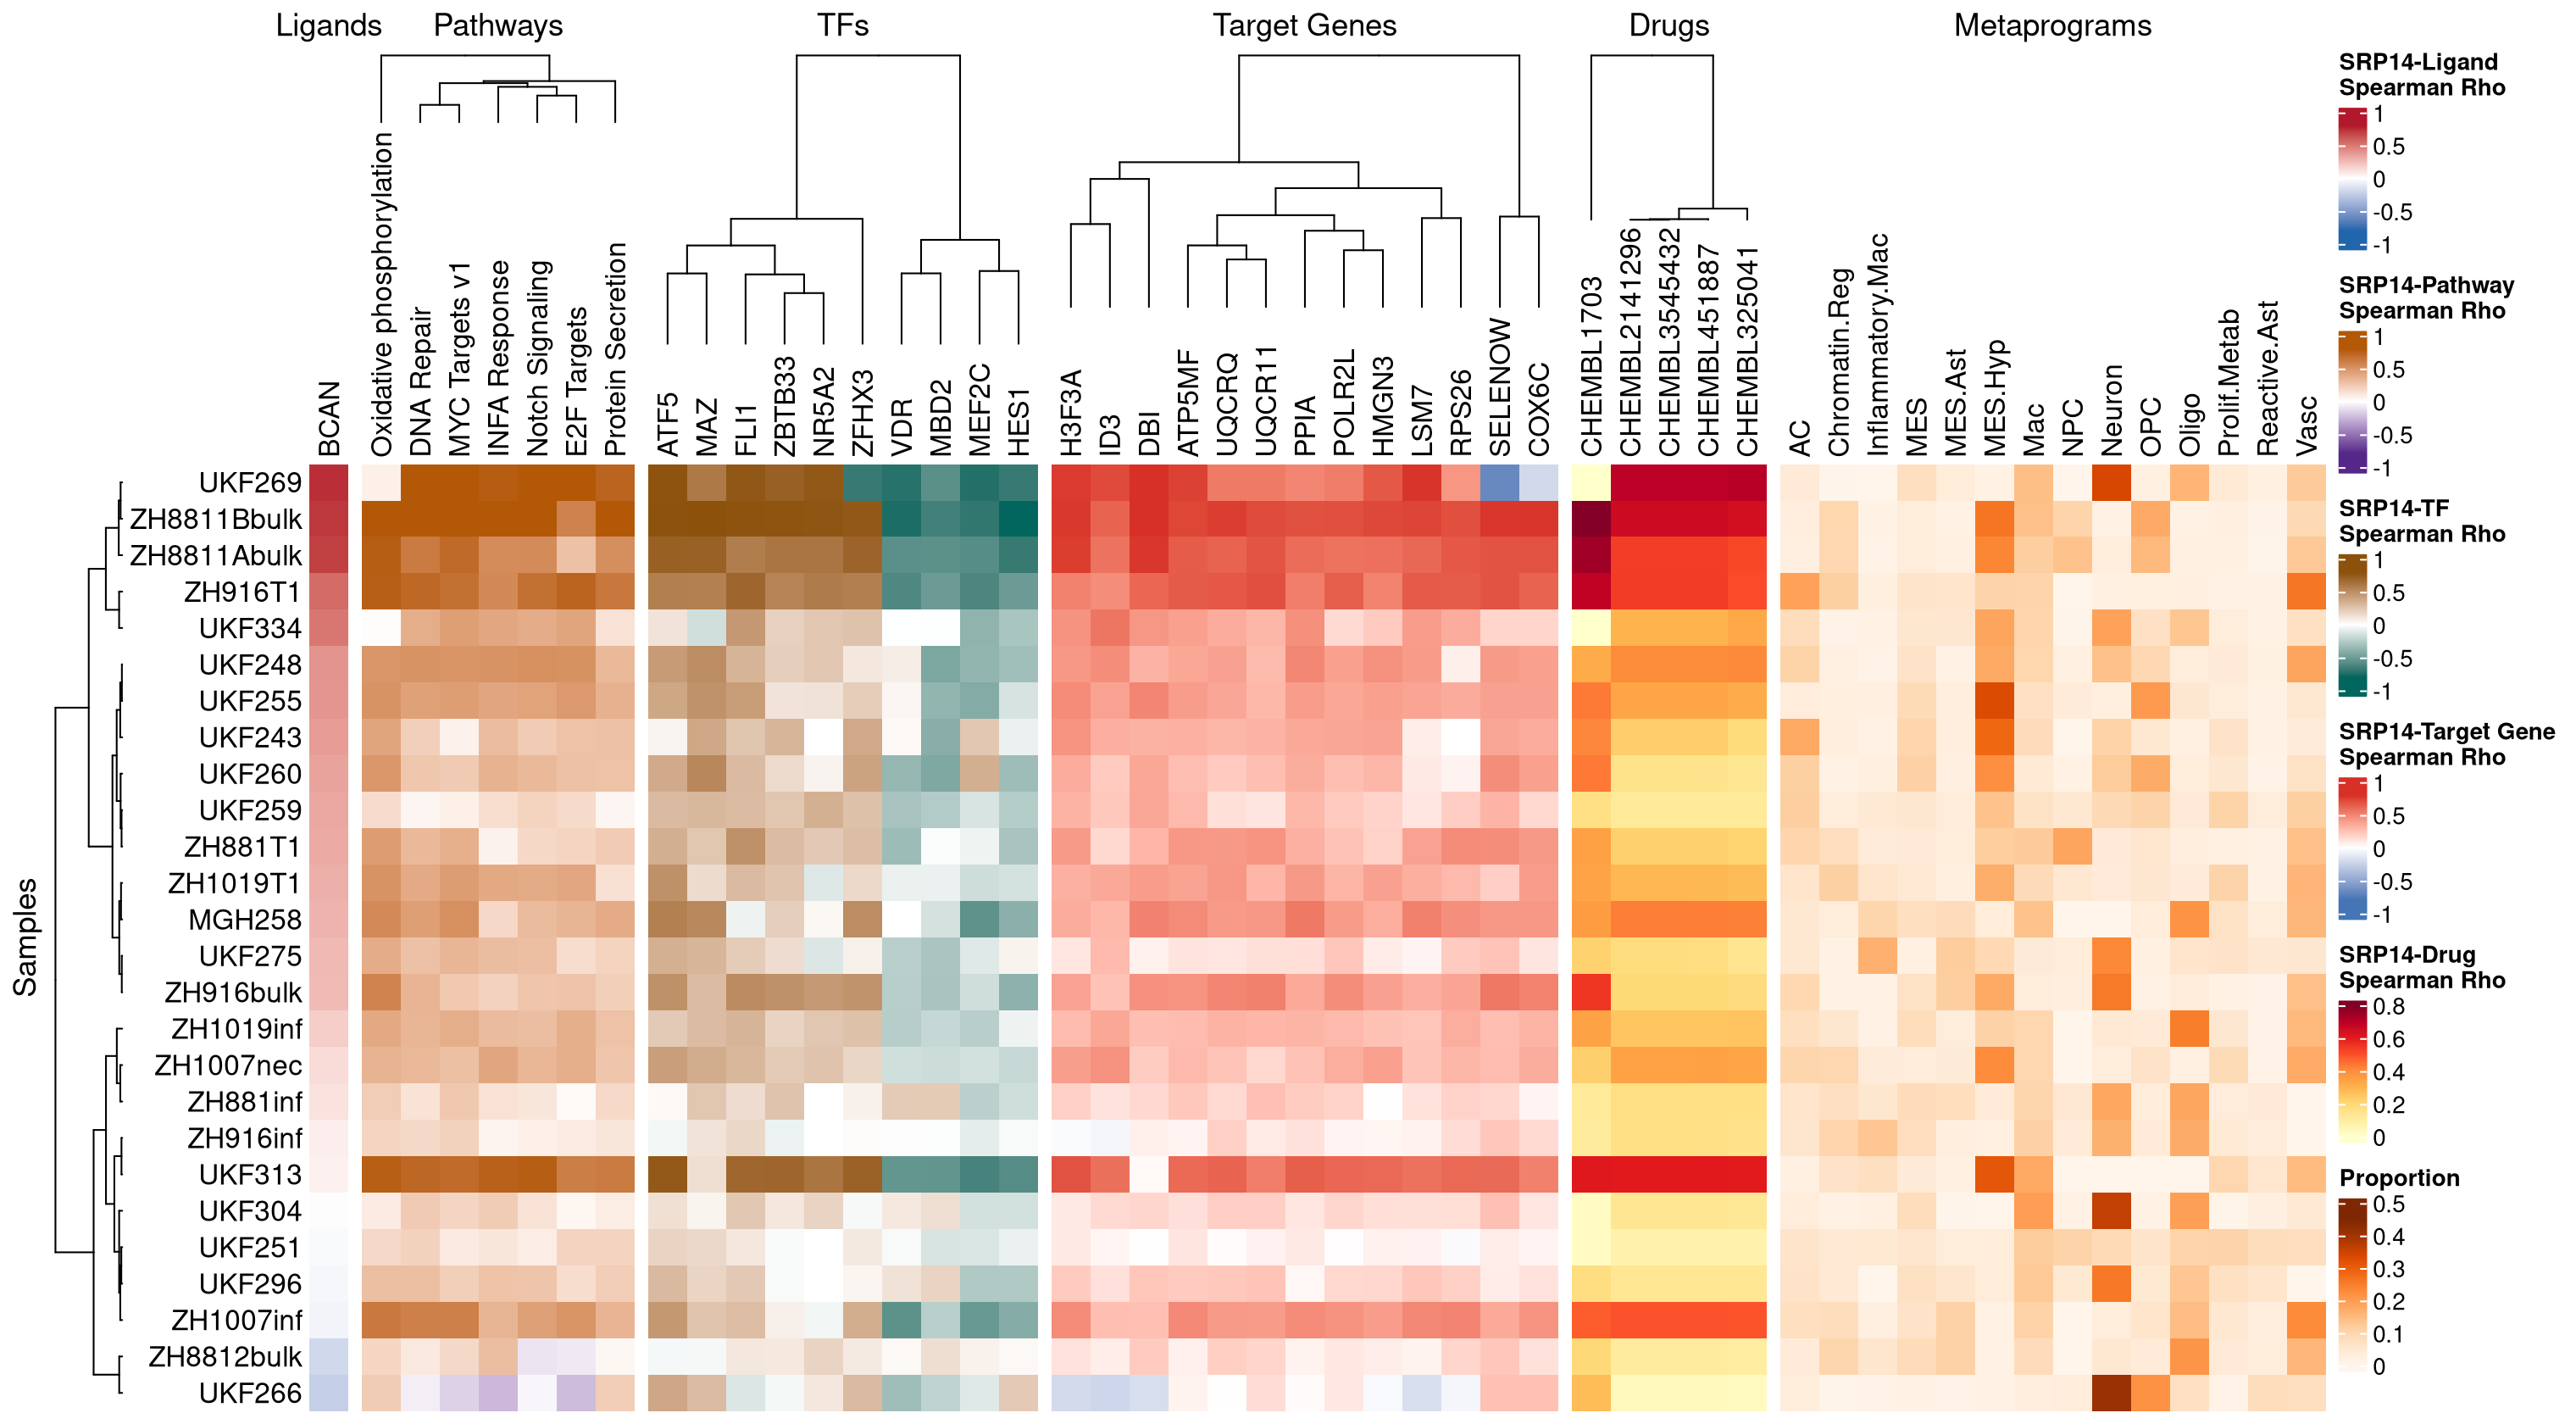 Ligands
Pathways
TFs
Target Genes
Drugs
Metaprograms
BCAN
Oxidative phosphorylation
DNA Repair
MYC Targets v1
INFA Response
Notch Signaling
E2F Targets
Protein Secretion
ATF5
MAZ
FLI1
ZBTB33
NR5A2
ZFHX3
VDR
MBD2
MEF2C
HES1
H3F3A
ID3
DBI
ATP5MF
UQCRQ
UQCR11
PPIA
POLR2L
HMGN3
LSM7
RPS26
SELENOW
COX6C
CHEMBL1703
CHEMBL2141296
CHEMBL3545432
CHEMBL451887
CHEMBL325041
AC
Chromatin.Reg
Inflammatory.Mac
MES
MES.Ast
MES.Hyp
Mac
NPC
Neuron
OPC
Oligo
Prolif.Metab
Reactive.Ast
Vasc
Samples
UKF269
ZH8811Bbulk
ZH8811Abulk
ZH916T1
UKF334
UKF248
UKF255
UKF243
UKF260
UKF259
ZH881T1
ZH1019T1
MGH258
UKF275
ZH916bulk
ZH1019inf
ZH1007nec
ZH881inf
ZH916inf
UKF313
UKF304
UKF251
UKF296
ZH1007inf
ZH8812bulk
UKF266
SRP14-Ligand
Spearman Rho
1
0.5
0
-0.5
-1
SRP14-Pathway
Spearman Rho
1
0.5
0
-0.5
-1
SRP14-TF
Spearman Rho
1
0.5
0
-0.5
-1
SRP14-Target Gene
Spearman Rho
1
0.5
0
-0.5
-1
SRP14-Drug
Spearman Rho
0.8
0.6
0.4
0.2
0
Proportion
0.5
0.4
0.3
0.2
0.1
0